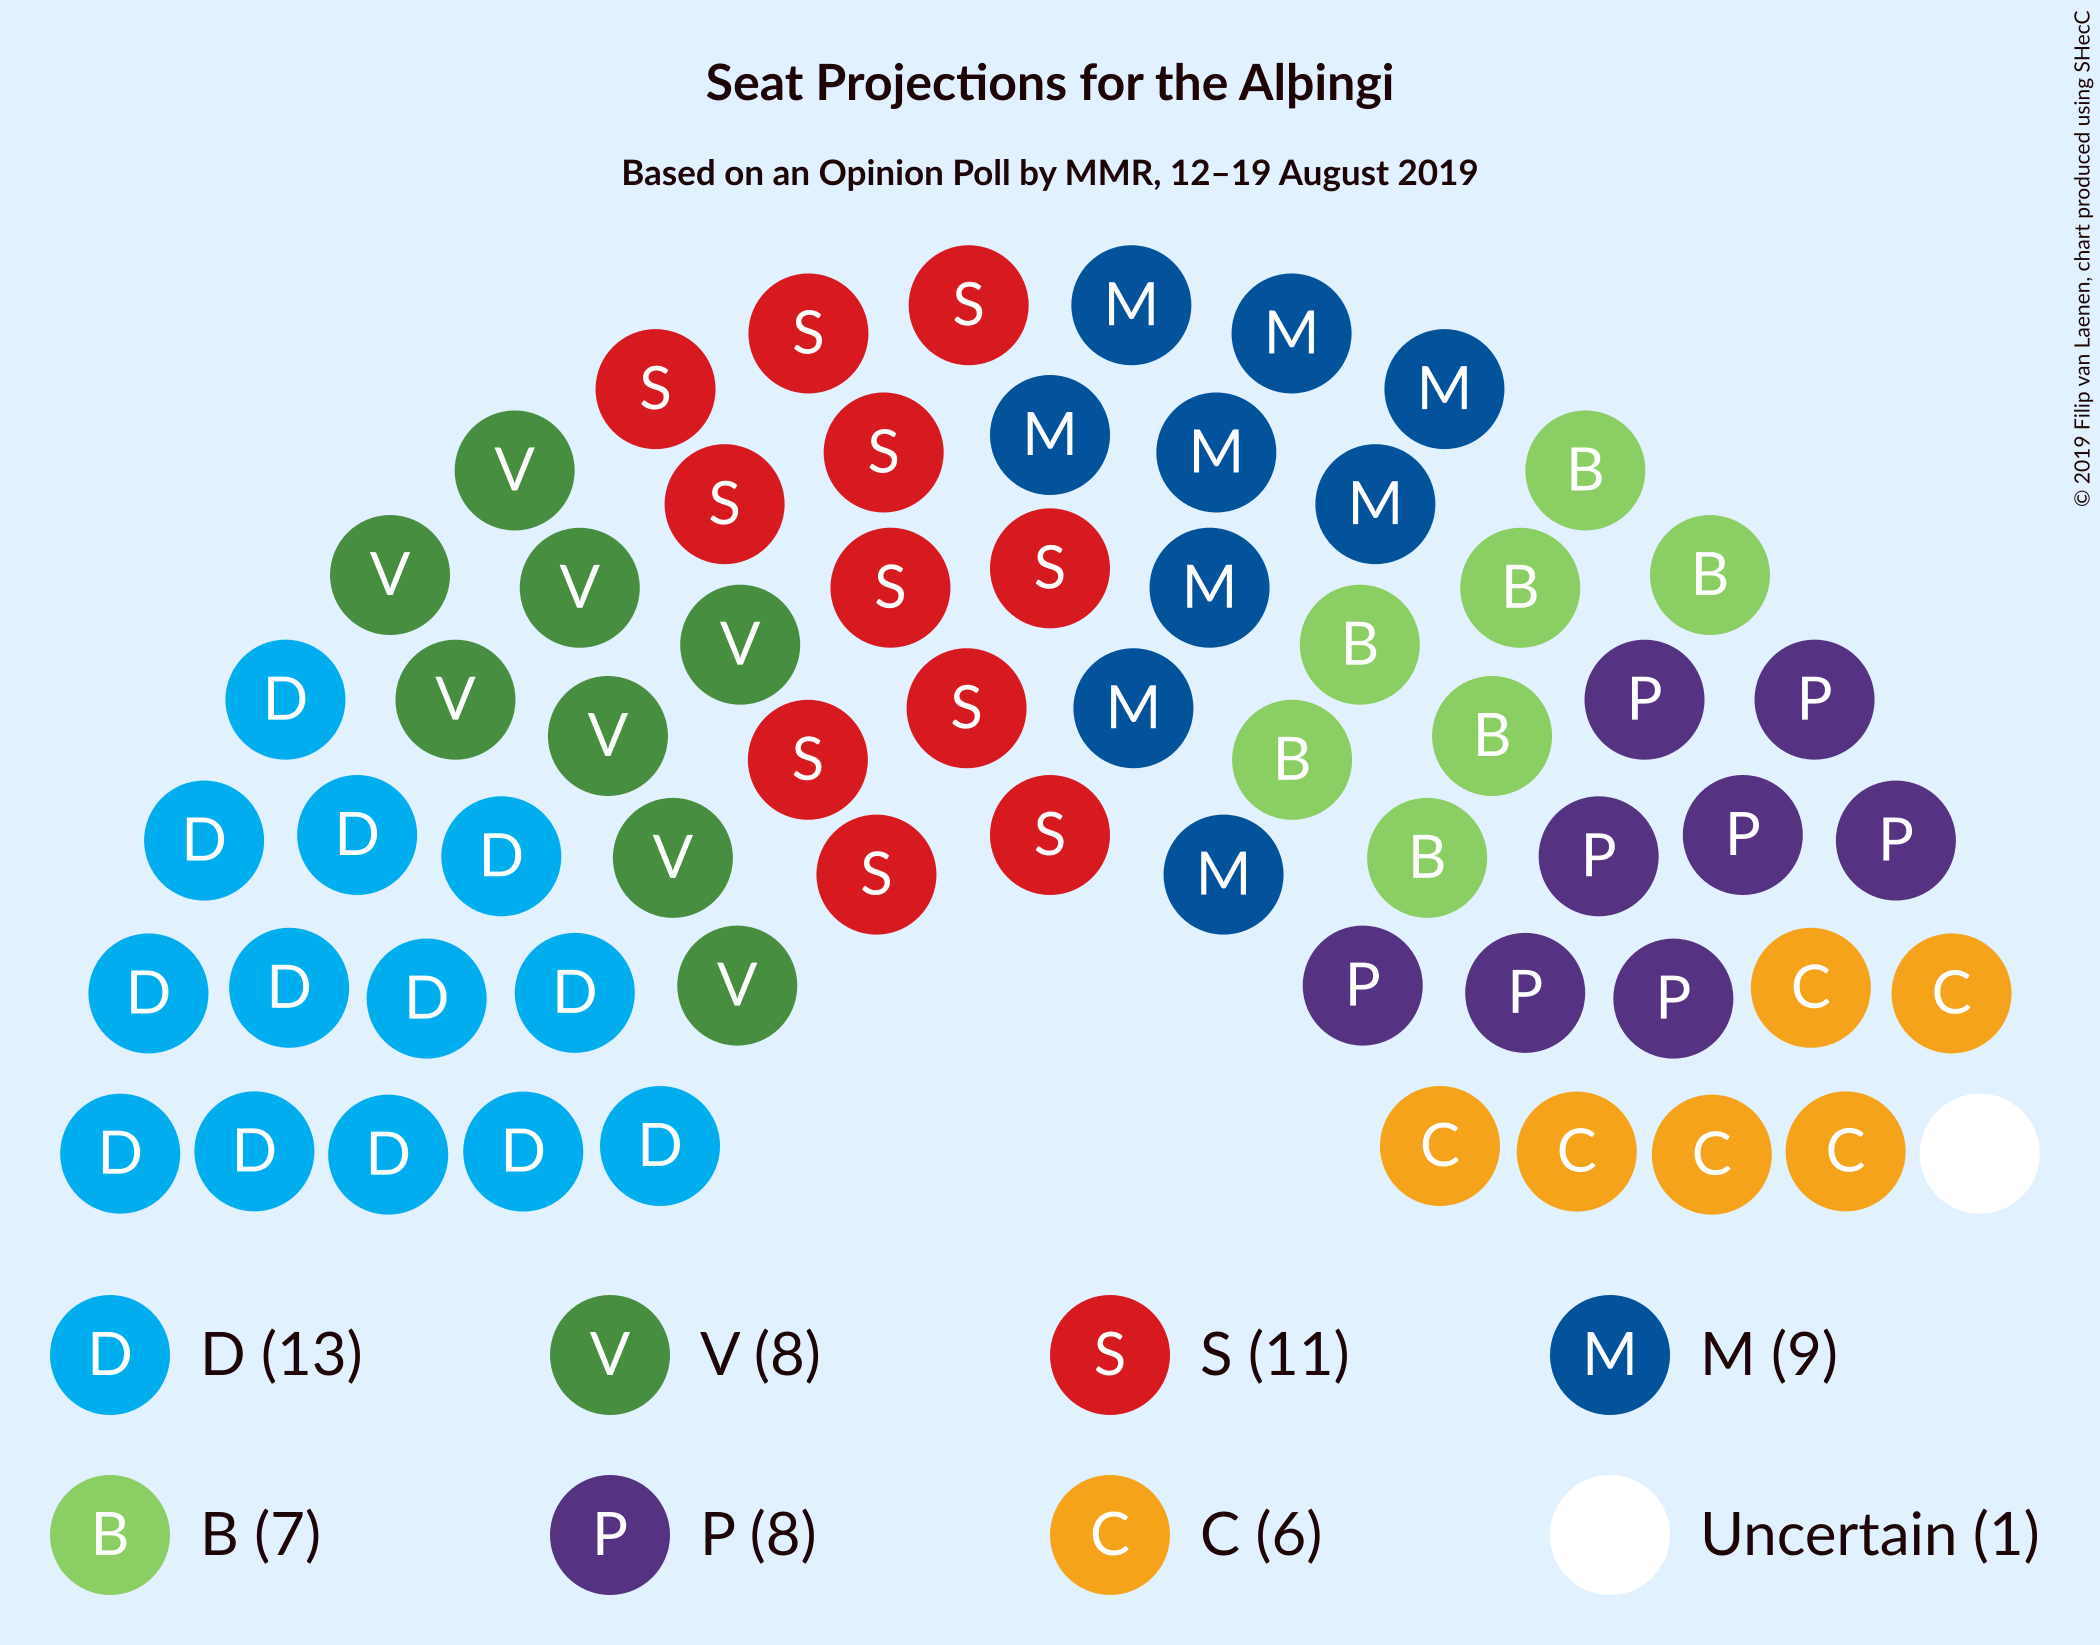 Seat Projections for the Alþingi
Based on an Opinion Poll by MMR, 12–19 August 2019
© 2019 Filip van Laenen, chart produced using SHecC
S S M M
S M
S M S M
V B
S M
V V S S M B B
V B
D V S M P P
V B
S B
D D D V S M B P P P
S
D D D D V P P P C C
D D D D D C C C C
D D (13) V V (8) S S (11) M M (9)
B B (7) P P (8) C C (6) Uncertain (1)